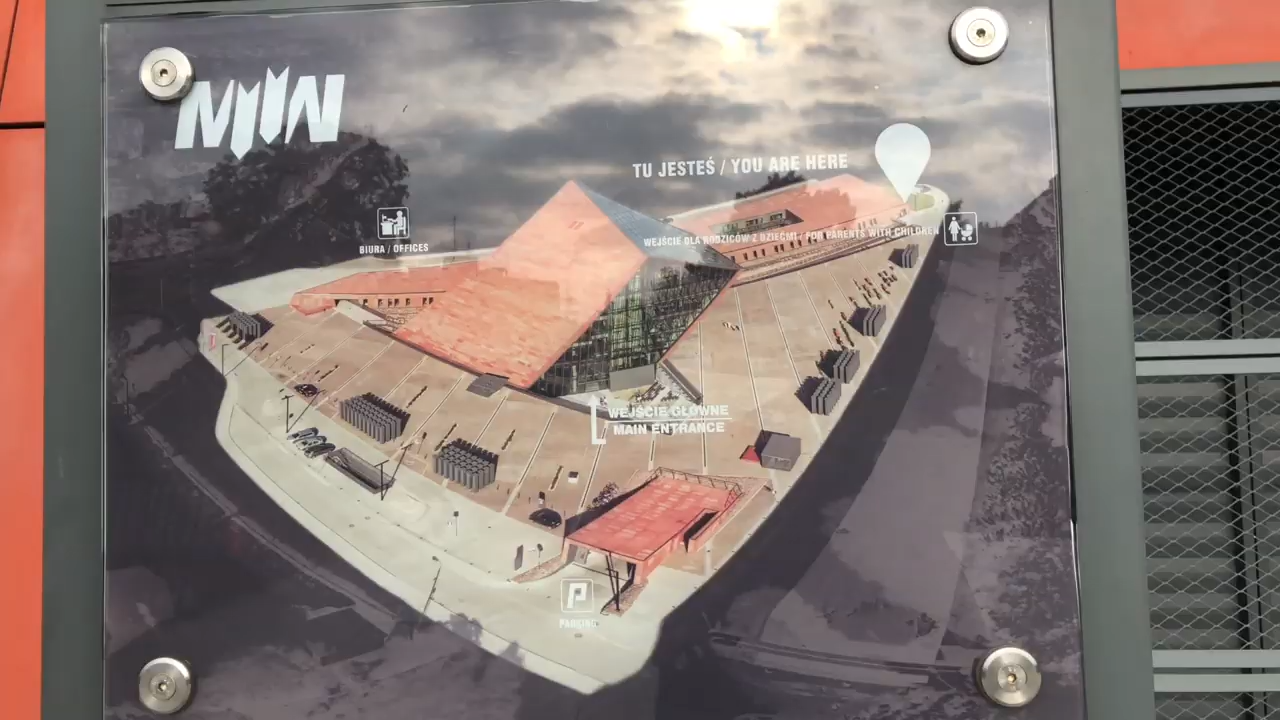 MIIW
TU JESTEŚ / YOU ARE HERE
BIURA / OFFICES
WEJŚCIE DLA RODZICÓW Z DZIEĆMI / FOR PARENTS WITH CHILDREN
WEJŚCIE GŁÓWNE
MAIN ENTRANCE
P
PARKING